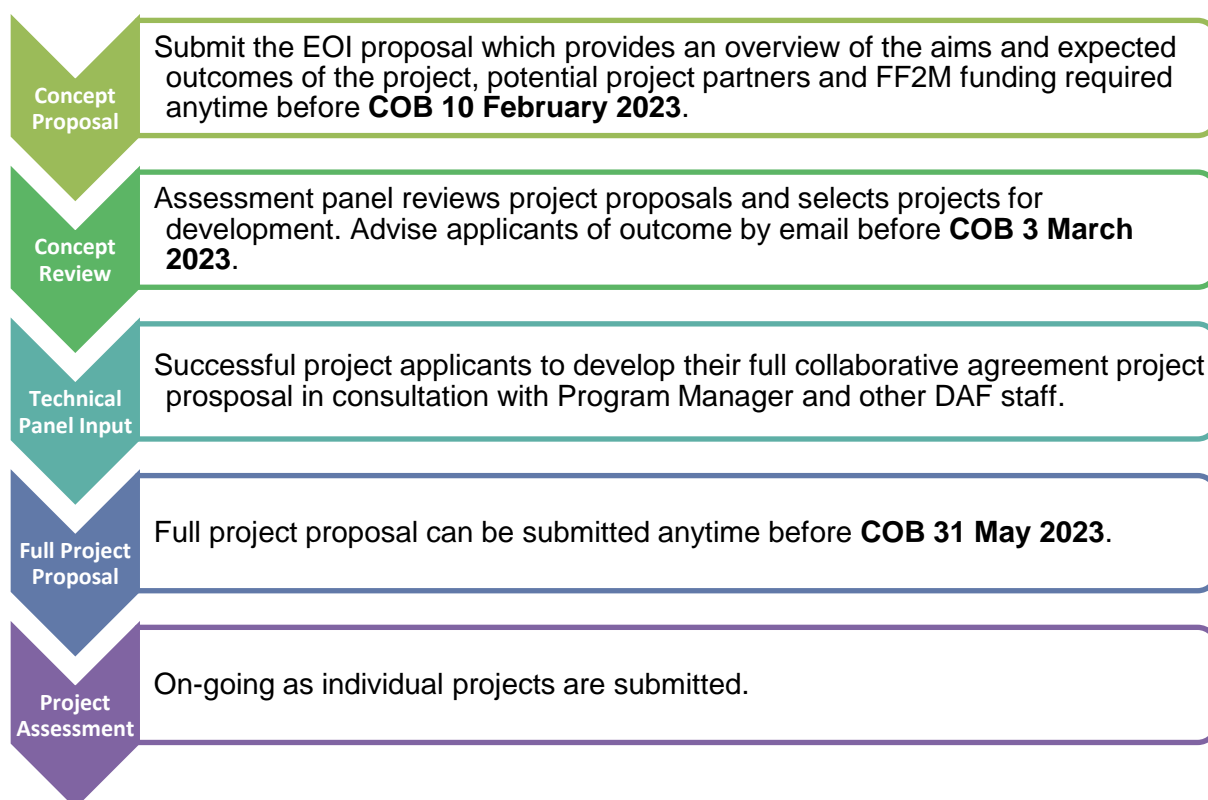 Concept
Proposal
Submit the EOI proposal which provides an overview of the aims and expected
outcomes of the project, potential project partners and FF2M funding required
anytime before COB 10 February 2023.
Concept
Review
Assessment panel reviews project proposals and selects projects for
development. Advise applicants of outcome by email before COB 3 March
2023.
Technical
Panel Input
Successful project applicants to develop their full collaborative agreement project
prosposal in consultation with Program Manager and other DAF staff.
Full Project
Proposal
Full project proposal can be submitted anytime before COB 31 May 2023.
Project
Assessment
On-going as individual projects are submitted.